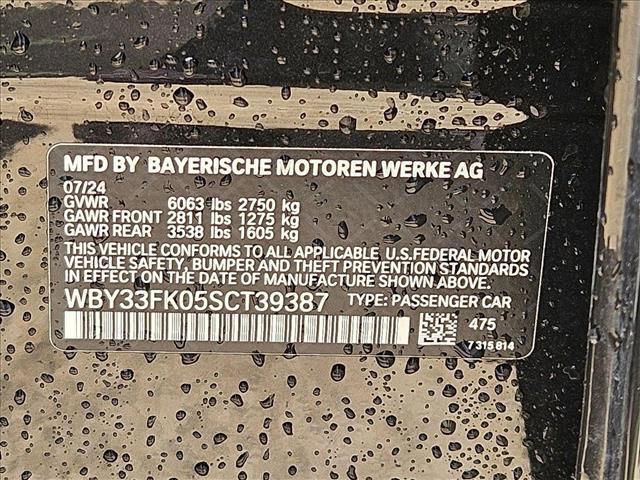 MFD BY BAYERISCHE MOTOREN WERKE AG
07/24
GVWR 6063 lbs 2750 kg
GAWR FRONT 2811 lbs 1275 kg
GAWR REAR 3538 lbs 1605 kg
THIS VEHICLE CONFORMS TO ALL APPLICABLE U.S.FEDERAL MOTOR
VEHICLE SAFETY, BUMPER AND THEFT PREVENTION STANDARDS
IN EFFECT ON THE DATE OF MANUFACTURE SHOWN ABOVE.
WBY33FK05SCT39387 TYPE: PASSENGER CAR
475
7 315 814